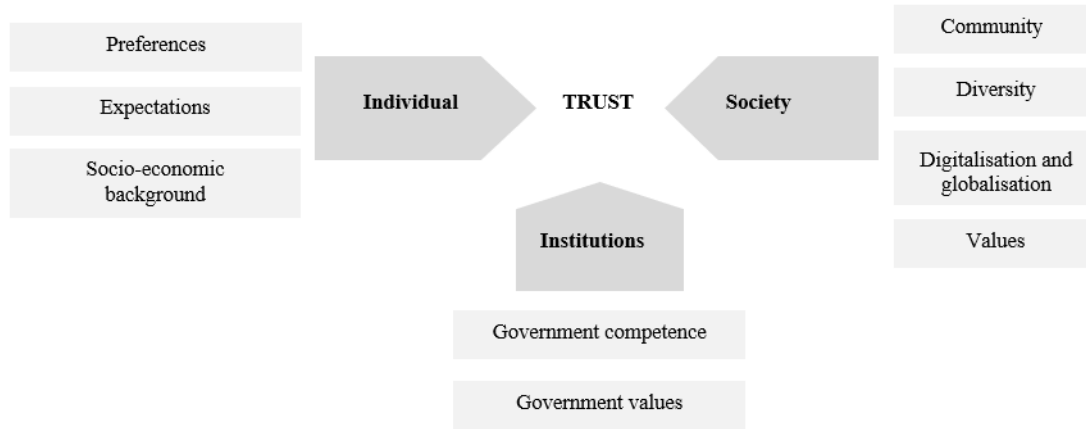 Preferences
Expectations
Socio-economic
background
Individual
TRUST
Society
Community
Diversity
Digitalisation and
globalisation
Values
Institutions
Government competence
Government values